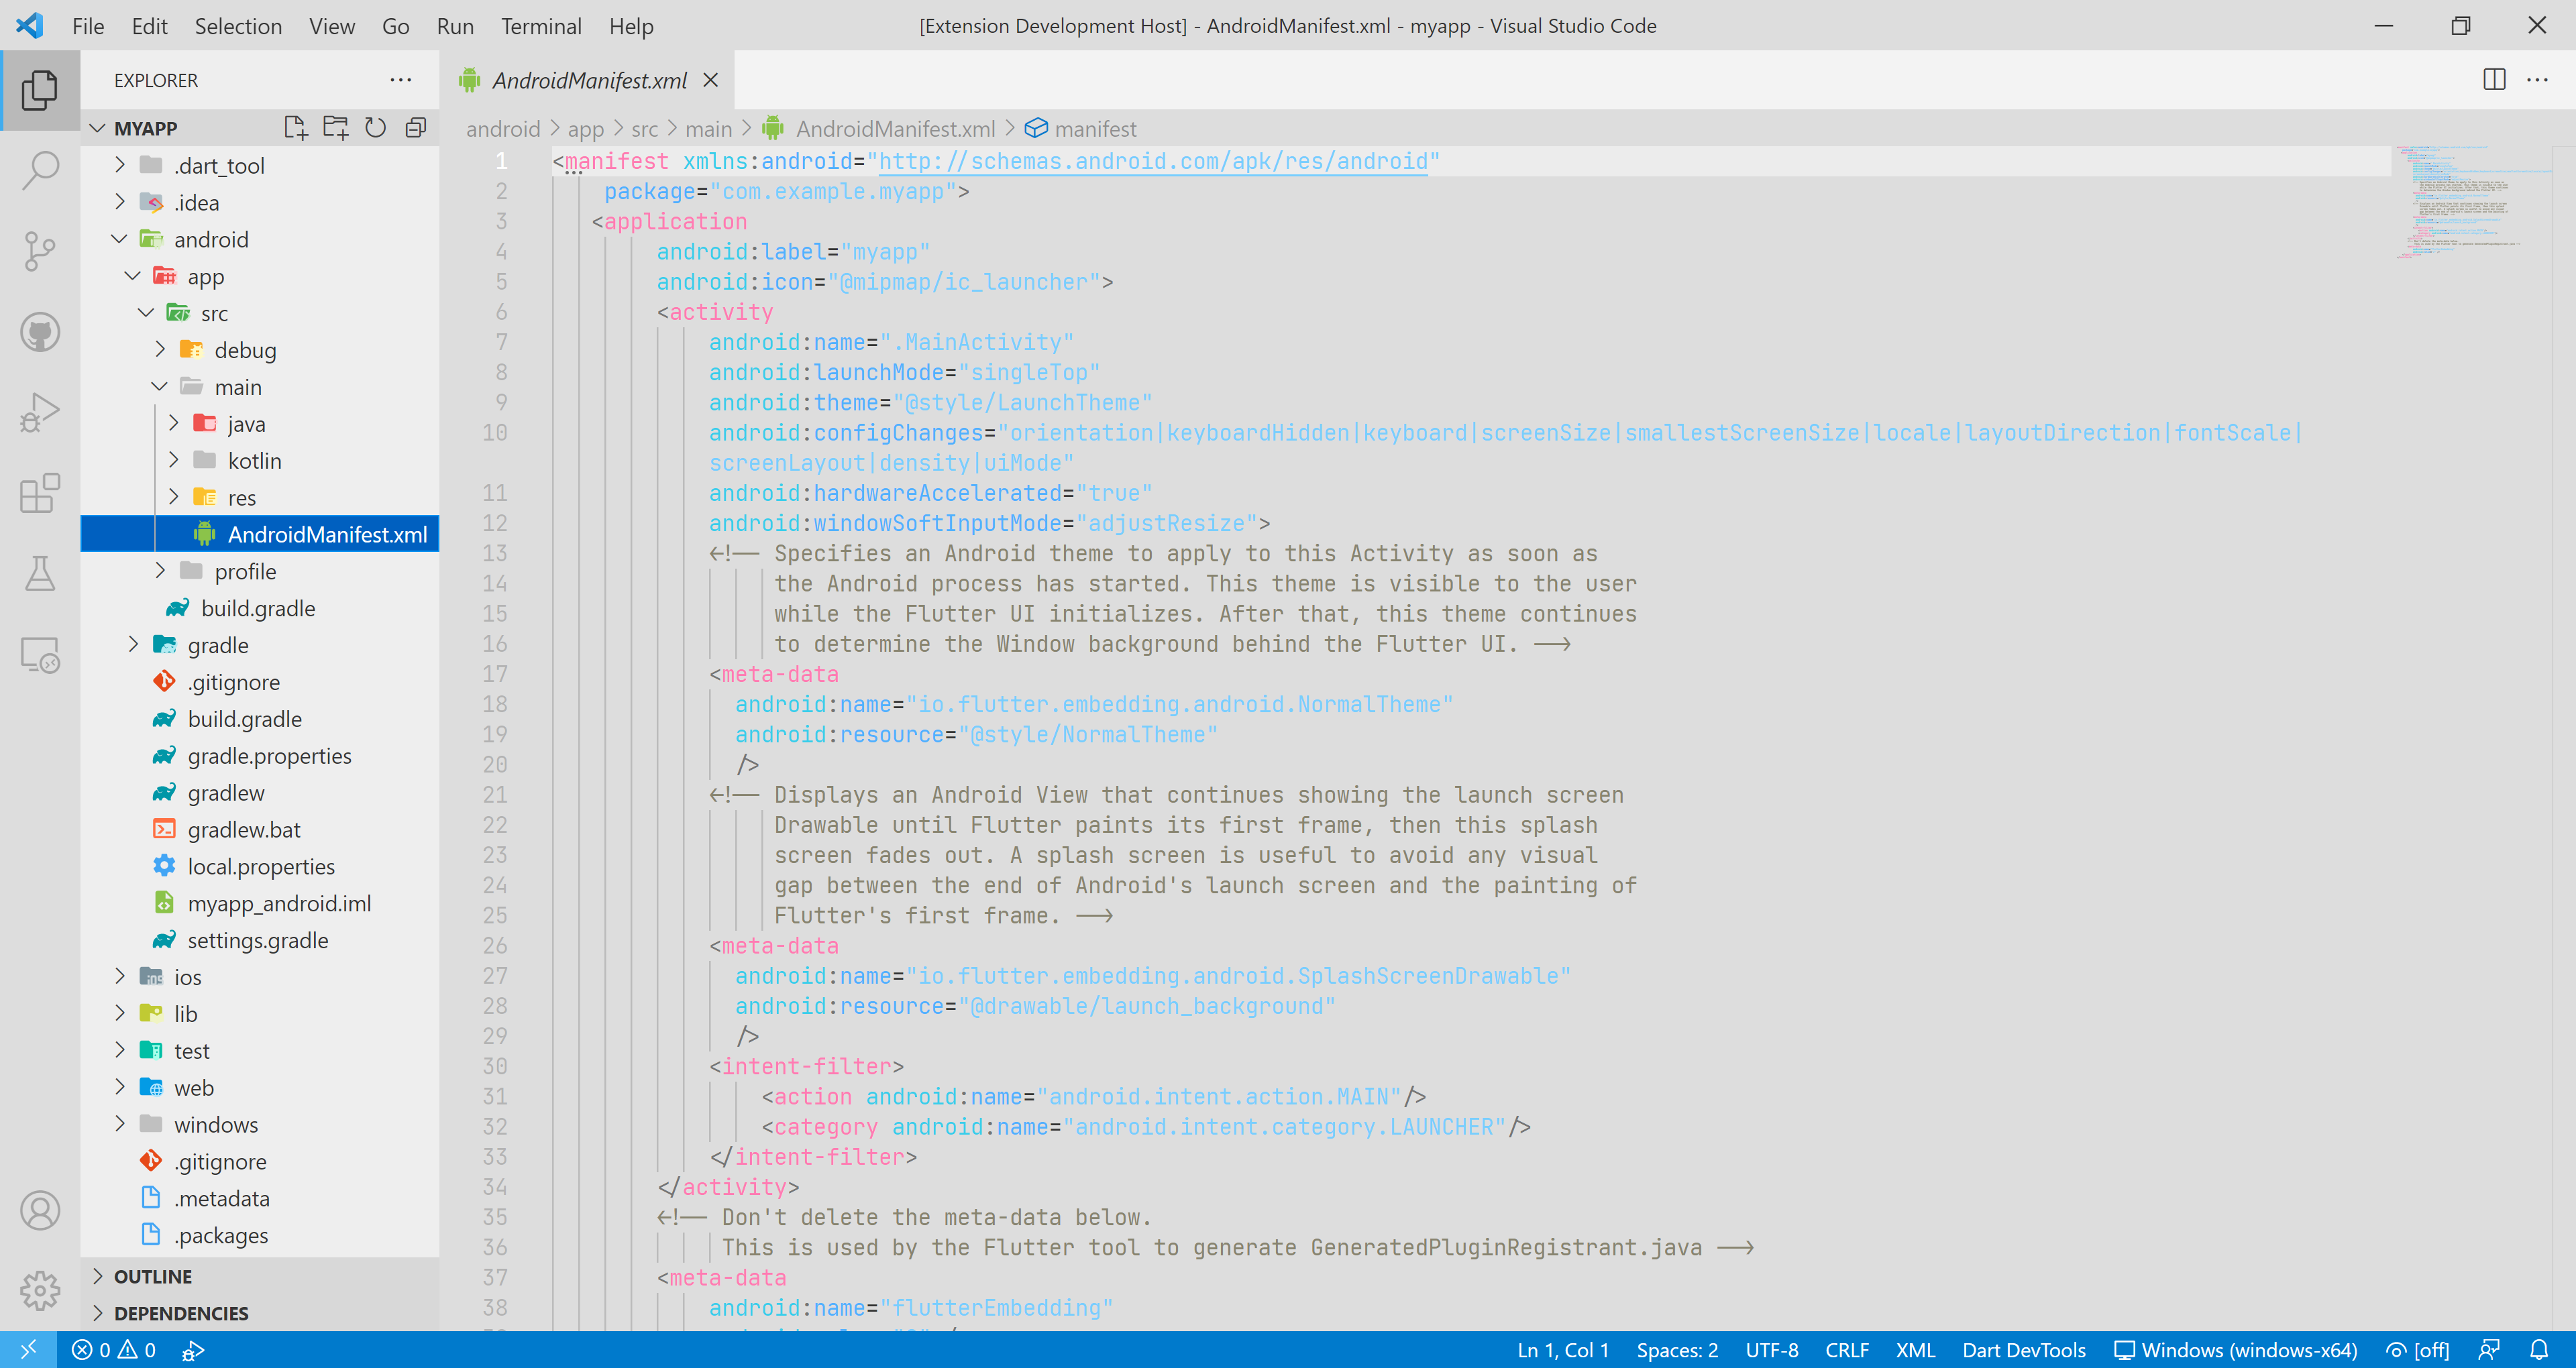 File Edit Selection View Go Run Terminal Help
[Extension Development Host] - AndroidManifest.xml - myapp - Visual Studio Code
EXPLORER
MYAPP
.dart_tool
.idea
android
app
src
debug
main
java
kotlin
res
AndroidManifest.xml
profile
build.gradle
gradle
.gitignore
build.gradle
gradle.properties
gradlew
gradlew.bat
local.properties
myapp_android.iml
settings.gradle
ios
lib
test
web
windows
.gitignore
.metadata
.packages
OUTLINE
DEPENDENCIES
AndroidManifest.xml
android > app > src > main > AndroidManifest.xml > manifest
1 <manifest xmlns:android="http://schemas.android.com/apk/res/android"
2 package="com.example.myapp">
3 <application
4 android:label="myapp"
5 android:icon="@mipmap/ic_launcher">
6 <activity
7 android:name=".MainActivity"
8 android:launchMode="singleTop"
9 android:theme="@style/LaunchTheme"
10 android:configChanges="orientation|keyboardHidden|keyboard|screenSize|smallestScreenSize|locale|layoutDirection|fontScale|
screenLayout|density|uiMode"
11 android:hardwareAccelerated="true"
12 android:windowSoftInputMode="adjustResize">
13 <!-- Specifies an Android theme to apply to this Activity as soon as
14 the Android process has started. This theme is visible to the user
15 while the Flutter UI initializes. After that, this theme continues
16 to determine the Window background behind the Flutter UI. -->
17 <meta-data
18 android:name="io.flutter.embedding.android.NormalTheme"
19 android:resource="@style/NormalTheme"
20 />
21 <!-- Displays an Android View that continues showing the launch screen
22 Drawable until Flutter paints its first frame, then this splash
23 screen fades out. A splash screen is useful to avoid any visual
24 gap between the end of Android's launch screen and the painting of
25 Flutter's first frame. -->
26 <meta-data
27 android:name="io.flutter.embedding.android.SplashScreenDrawable"
28 android:resource="@drawable/launch_background"
29 />
30 <intent-filter>
31 <action android:name="android.intent.action.MAIN"/>
32 <category android:name="android.intent.category.LAUNCHER"/>
33 </intent-filter>
34 </activity>
35 <!-- Don't delete the meta-data below.
36 This is used by the Flutter tool to generate GeneratedPluginRegistrant.java -->
37 <meta-data
38 android:name="flutterEmbedding"
0 0
Ln 1, Col 1 Spaces: 2 UTF-8 CRLF XML Dart DevTools Windows (windows-x64) [off]